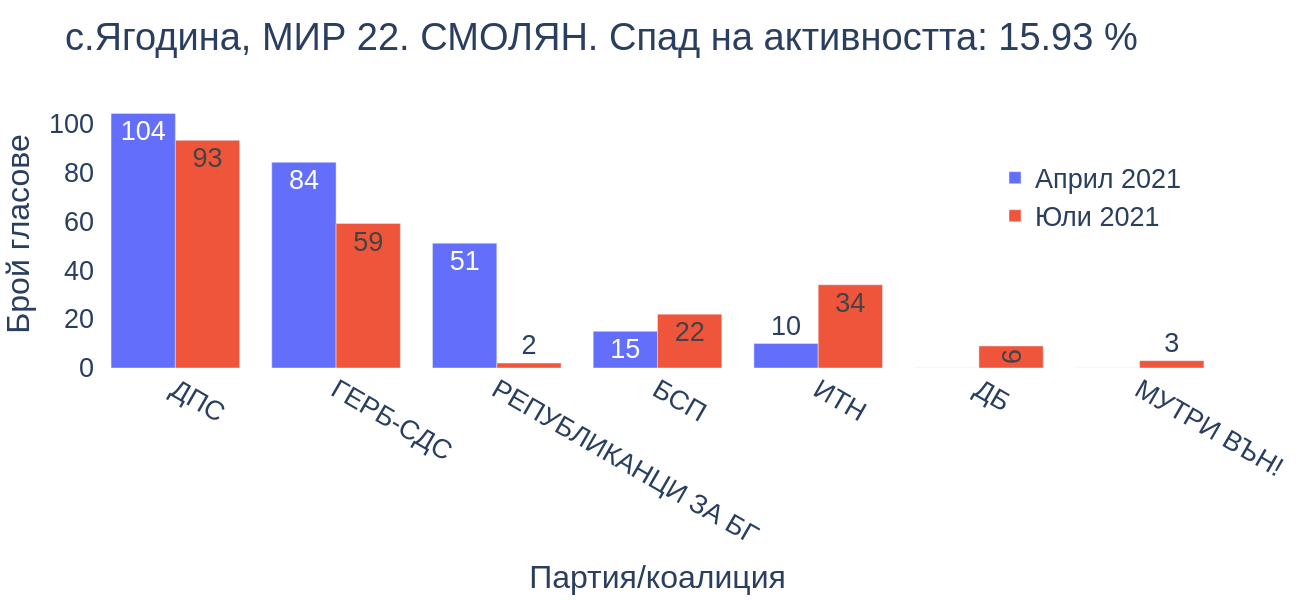 с.Ягодина, МИР 22. СМОЛЯН. Спад на активността: 15.93 %
Брой гласове
100
80
60
40
20
0
104
93
84
59
51
2
15
22
10
34
9
3
Април 2021
Юли 2021
ДПС
ГЕРБ-СДС
РЕПУБЛИКАНЦИ ЗА БГ
БСП
ИТН
ДБ
МУТРИ ВЪН!
Партия/коалиция